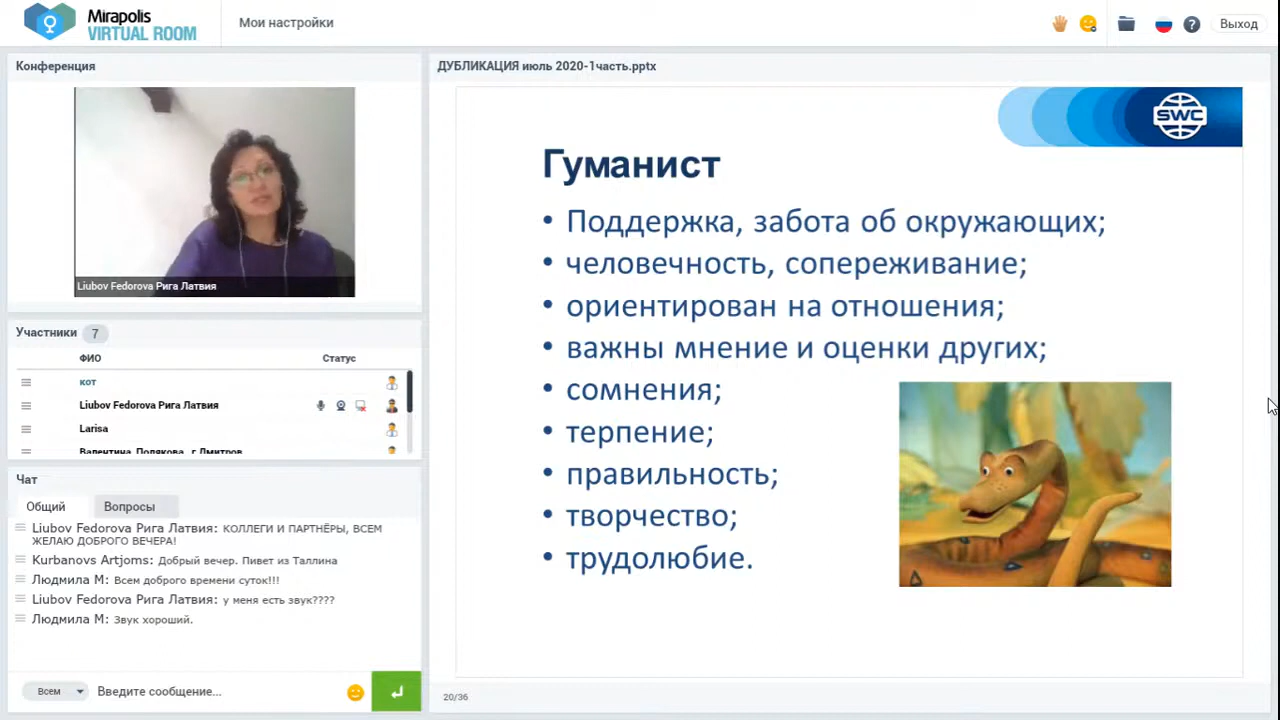 Mirapolis
VIRTUAL ROOM
Мои настройки
Выход
Конференция
Liubov Fedorova Рига Латвия
Участники 7
ФИО Статус
кот
Liubov Fedorova Рига Латвия
Larisa
Валентина Полякова г Дмитров
Чат
Общий Вопросы
Liubov Fedorova Рига Латвия: КОЛЛЕГИ И ПАРТНЁРЫ, ВСЕМ
ЖЕЛАЮ ДОБРОГО ВЕЧЕРА!
Kurbanovs Artjoms: Добрый вечер. Пивет из Таллина
Людмила М: Всем доброго времени суток!!!
Liubov Fedorova Рига Латвия: у меня есть звук????
Людмила М: Звук хороший.
Всем Введите сообщение...
ДУБЛИКАЦИЯ июль 2020-1часть.pptx
SWC
Гуманист
• Поддержка, забота об окружающих;
• человечность, сопереживание;
• ориентирован на отношения;
• важны мнение и оценки других;
• сомнения;
• терпение;
• правильность;
• творчество;
• трудолюбие.
20/36